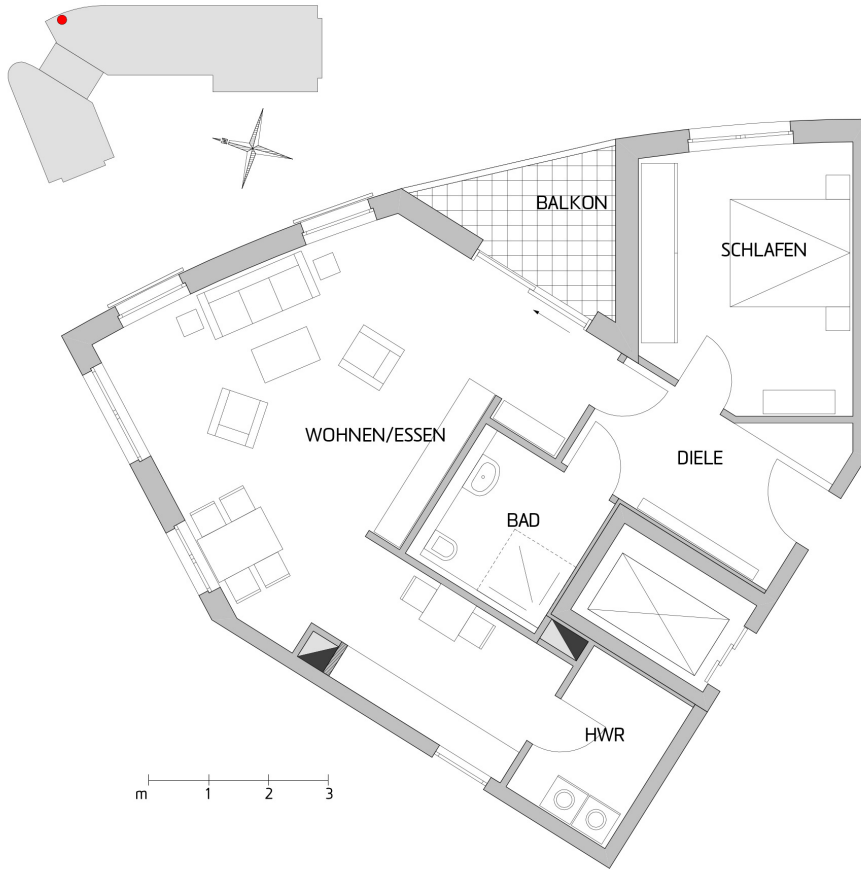 BALKON
SCHLAFEN
WOHNEN/ESSEN
DIELE
BAD
HWR
m 1 2 3